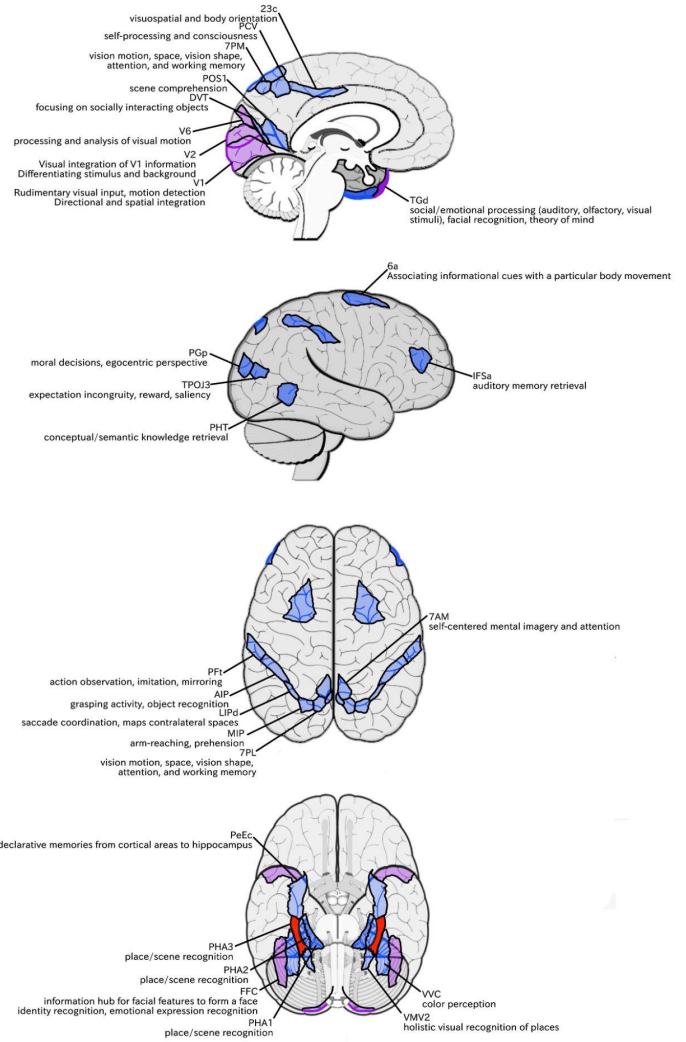 23c
visuospatial and body orientation
PCV
self-processing and consciousness
7PM
vision motion, space, vision shape,
attention, and working memory
POS1
scene comprehension
DVT
focusing on socially interacting objects
V6
processing and analysis of visual motion
V2
Visual integration of V1 information
Differentiating stimulus and background
V1
Rudimentary visual input, motion detection
Directional and spatial integration
TGd
social/emotional processing (auditory, olfactory, visual
stimuli), facial recognition, theory of mind
6a
Associating informational cues with a particular body movement
PGp
moral decisions, egocentric perspective
TPOJ3
expectation incongruity, reward, saliency
PHT
conceptual/semantic knowledge retrieval
IFSa
auditory memory retrieval
7AM
self-centered mental imagery and attention
PFt
action observation, imitation, mirroring
AIP
grasping activity, object recognition
LIPd
saccade coordination, maps contralateral spaces
MIP
arm-reaching, prehension
7PL
vision motion, space, vision shape,
attention, and working memory
PeEc
declarative memories from cortical areas to hippocampus
PHA3
place/scene recognition
PHA2
place/scene recognition
FFC
information hub for facial features to form a face
identity recognition, emotional expression recognition
PHA1
place/scene recognition
VVC
color perception
VMV2
holistic visual recognition of places